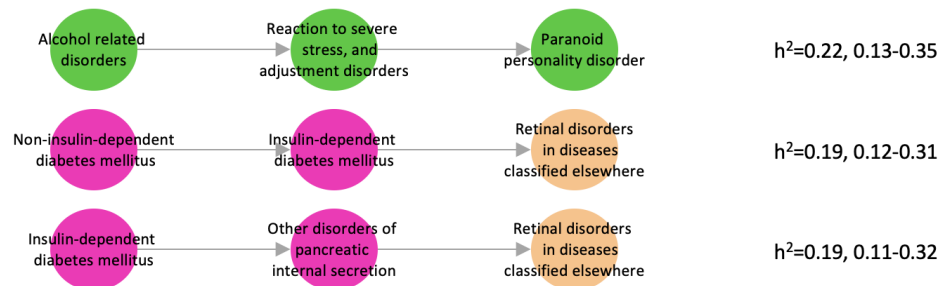 Alcohol related
disorders
Reaction to severe
stress, and
adjustment disorders
Paranoid
personality disorder
h²=0.22, 0.13-0.35
Non-insulin-dependent
diabetes mellitus
Insulin-dependent
diabetes mellitus
Retinal disorders
in diseases
classified elsewhere
h²=0.19, 0.12-0.31
Insulin-dependent
diabetes mellitus
Other disorders of
pancreatic
internal secretion
Retinal disorders
in diseases
classified elsewhere
h²=0.19, 0.11-0.32